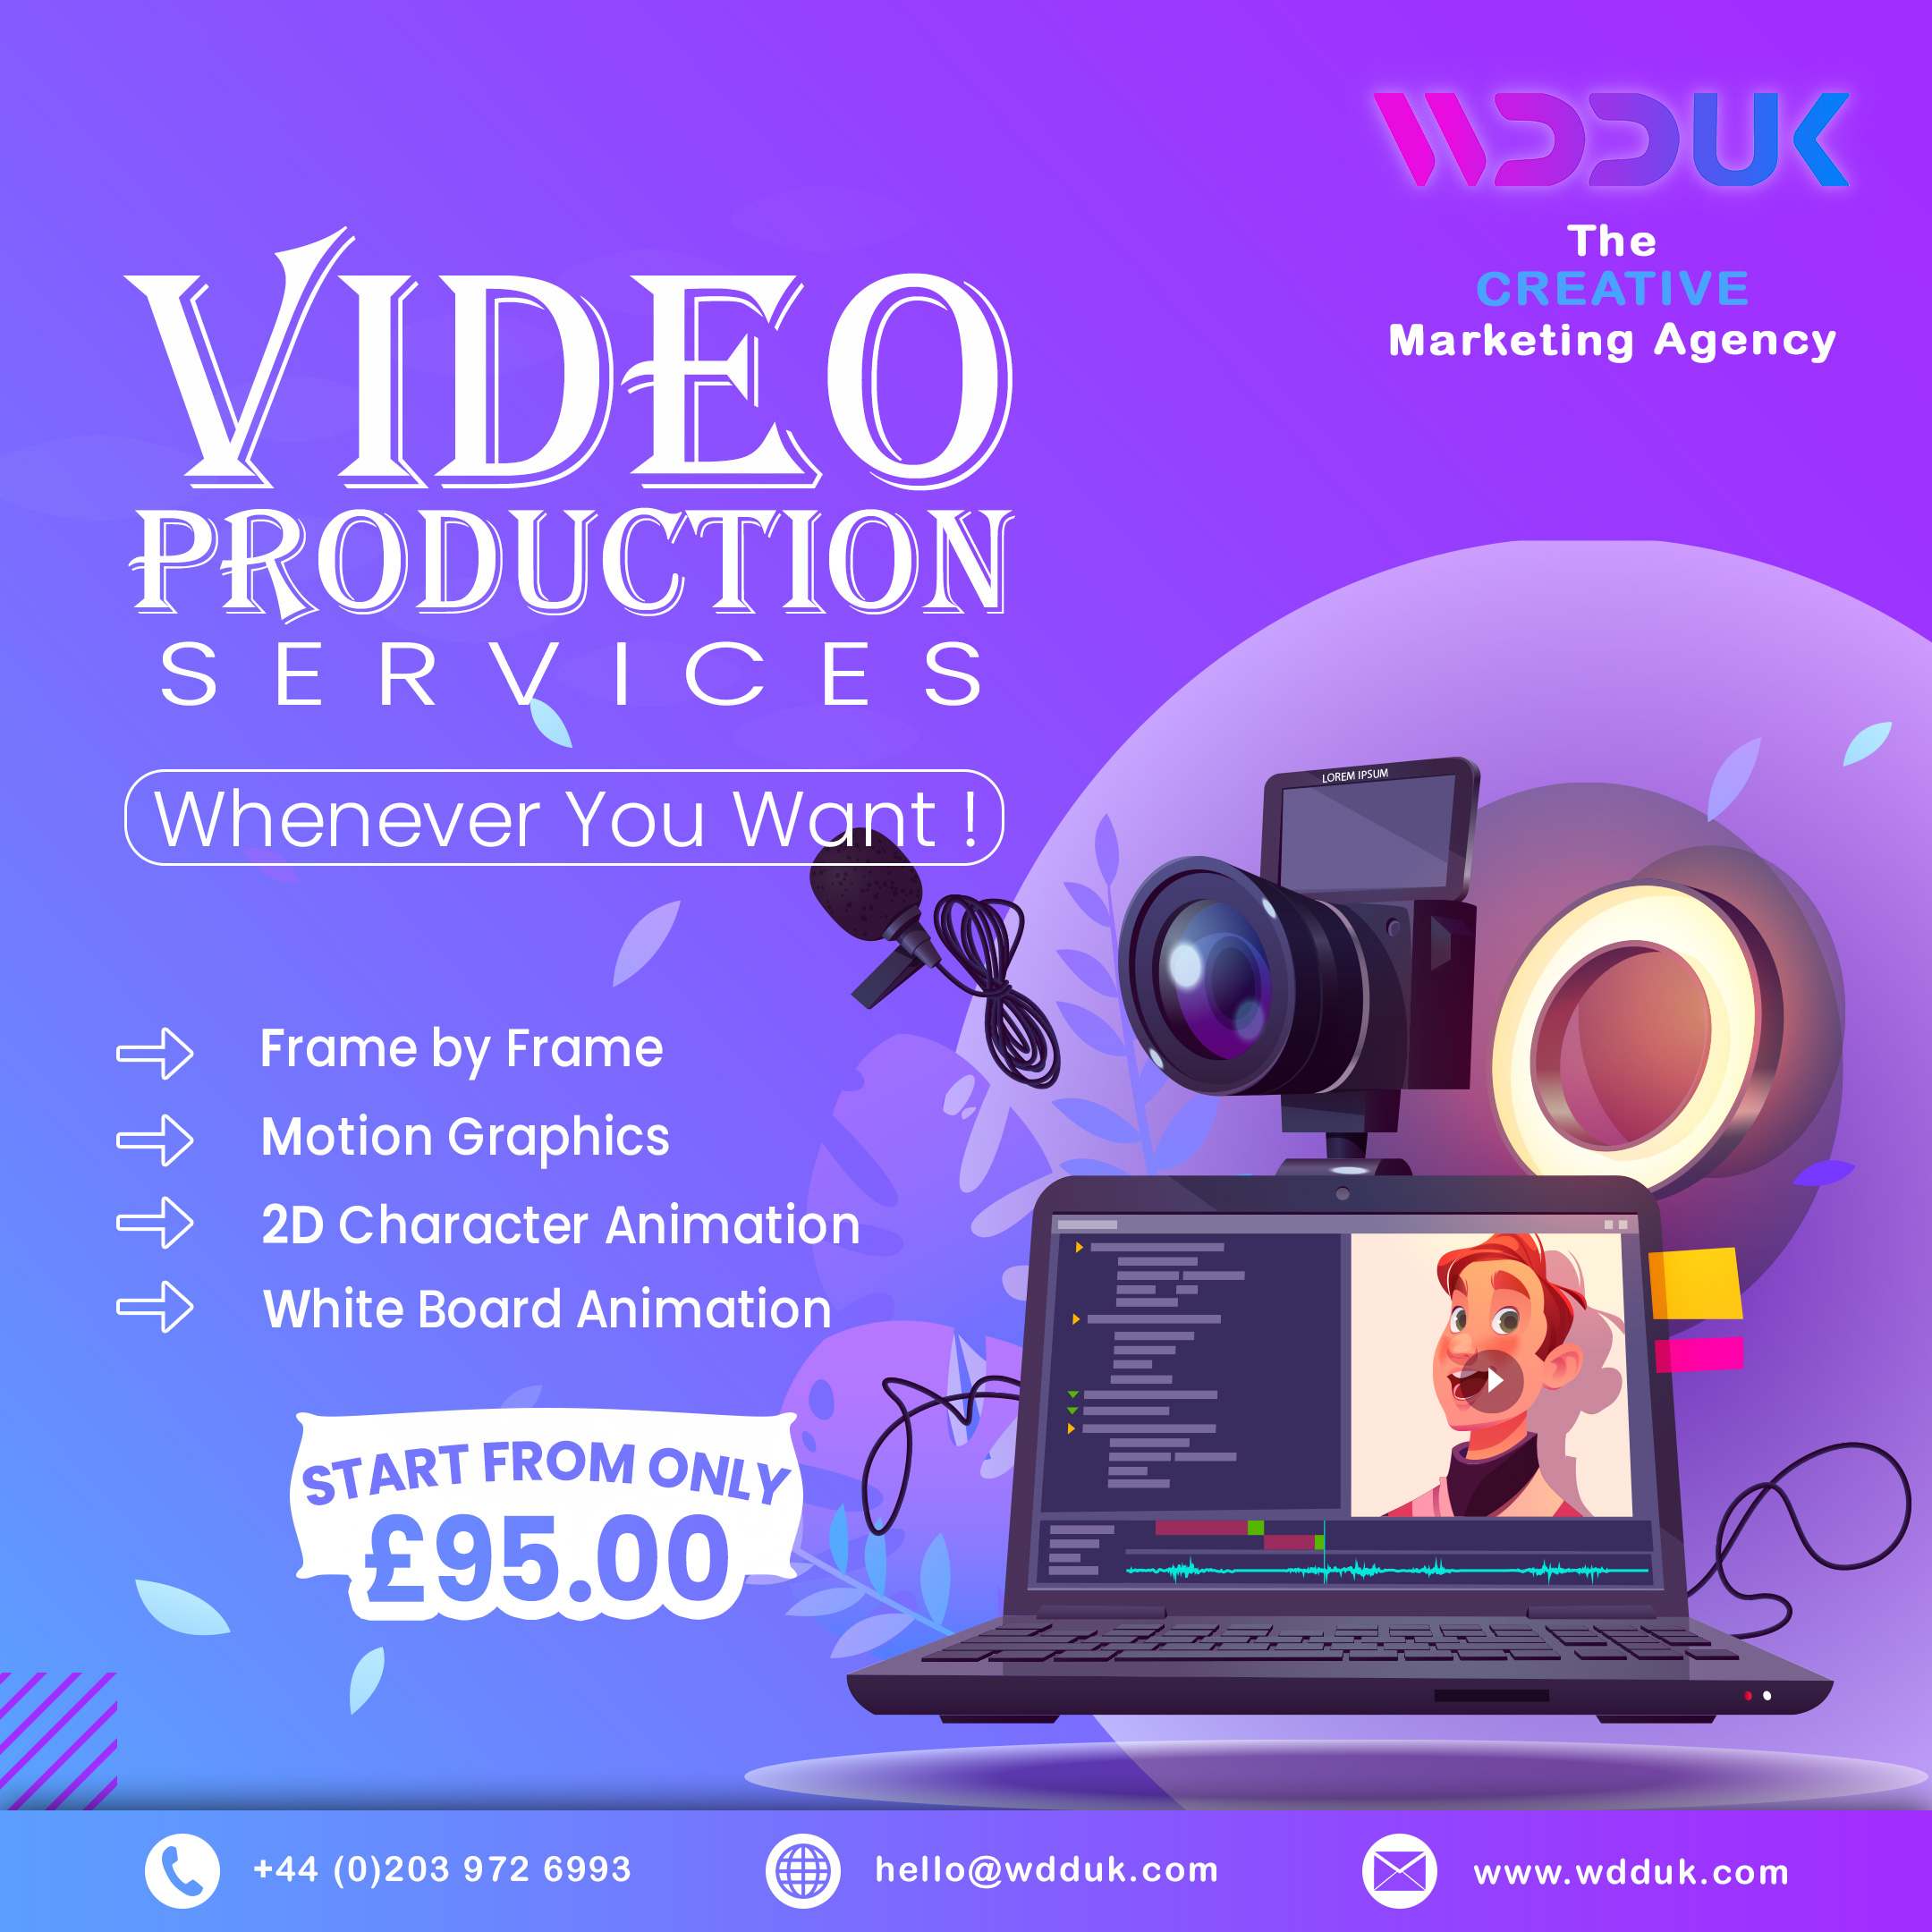 WDDUK
The
CREATIVE
Marketing Agency
VIDEO
PRODUCTION
SERVICES
Whenever You Want !
LOREM IPSUM
Frame by Frame
Motion Graphics
2D Character Animation
White Board Animation
START FROM ONLY
£95.00
+44 (0)203 972 6993
hello@wdduk.com
www.wdduk.com